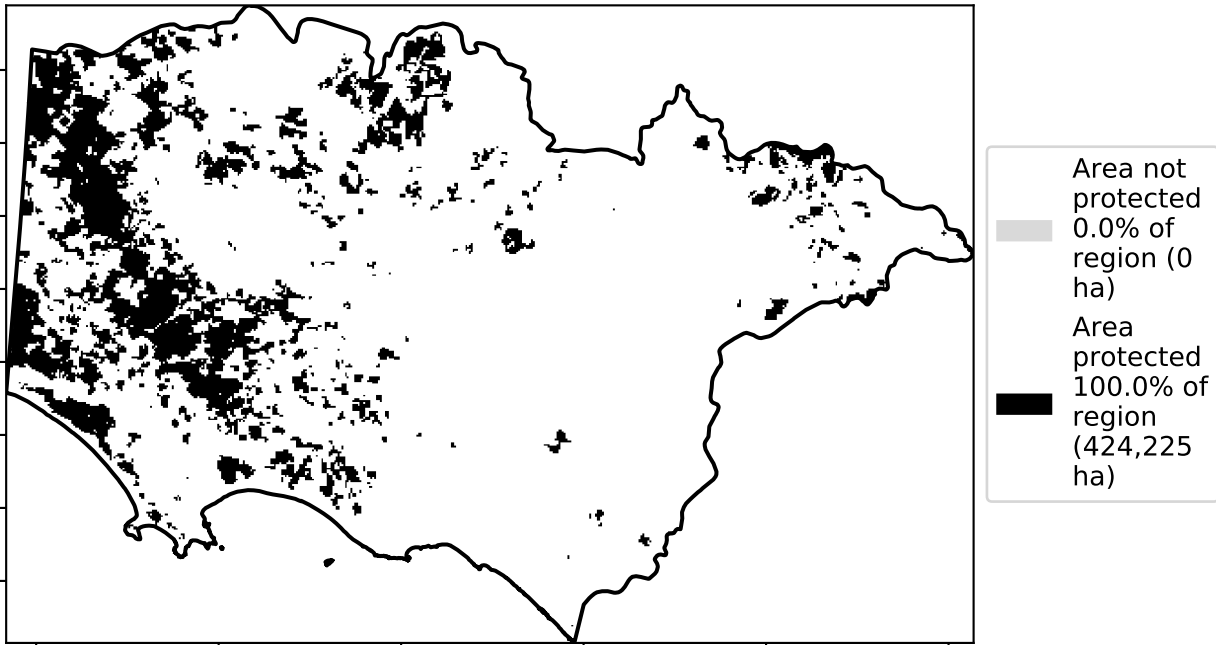 Area not
protected
0.0% of
region (0
ha)
Area
protected
100.0% of
region
(424,225
ha)